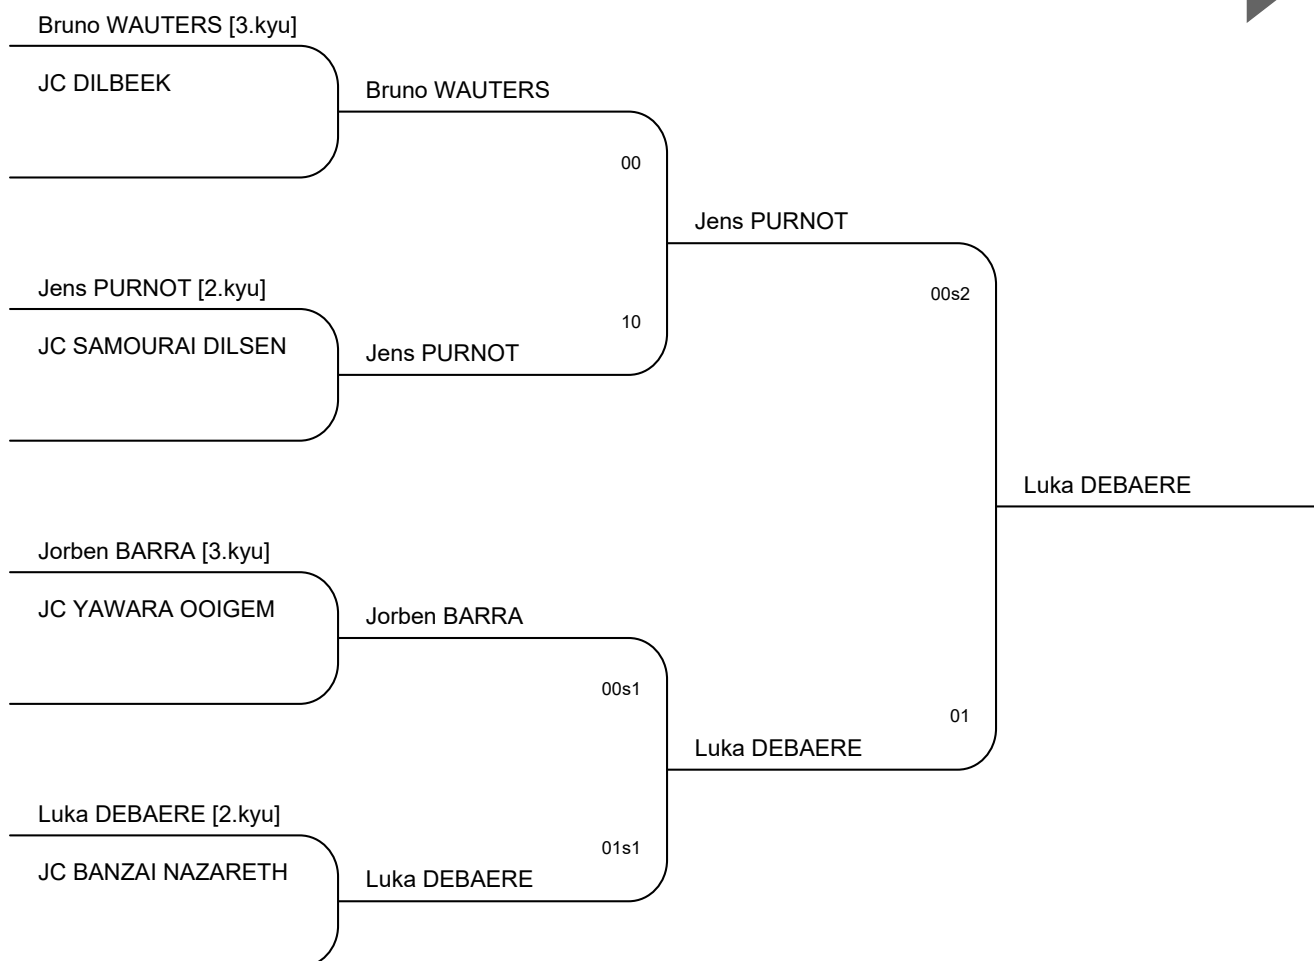 Bruno WAUTERS [3.kyu]
JC DILBEEK
Bruno WAUTERS
00
Jens PURNOT
00s2
Jens PURNOT [2.kyu]
10
JC SAMOURAI DILSEN
Jens PURNOT
Luka DEBAERE
Jorben BARRA [3.kyu]
JC YAWARA OOIGEM
Jorben BARRA
00s1
01
Luka DEBAERE
Luka DEBAERE [2.kyu]
01s1
JC BANZAI NAZARETH
Luka DEBAERE